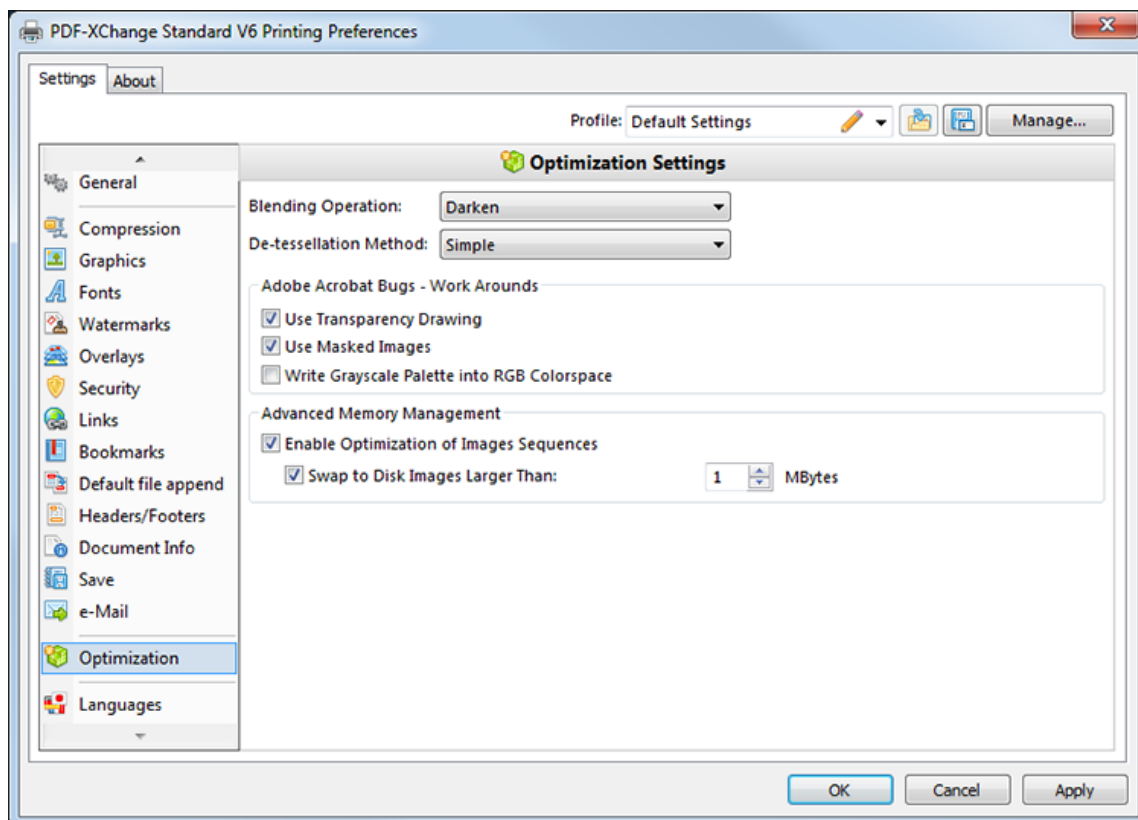 PDF-XChange Standard V6 Printing Preferences
Settings About
Profile: Default Settings Manage...
General
Compression
Graphics
Fonts
Watermarks
Overlays
Security
Links
Bookmarks
Default file append
Headers/Footers
Document Info
Save
e-Mail
Optimization
Languages
Optimization Settings
Blending Operation: Darken
De-tessellation Method: Simple
Adobe Acrobat Bugs - Work Arounds
Use Transparency Drawing
Use Masked Images
Write Grayscale Palette into RGB Colorspace
Advanced Memory Management
Enable Optimization of Images Sequences
Swap to Disk Images Larger Than: 1 MBytes
OK Cancel Apply